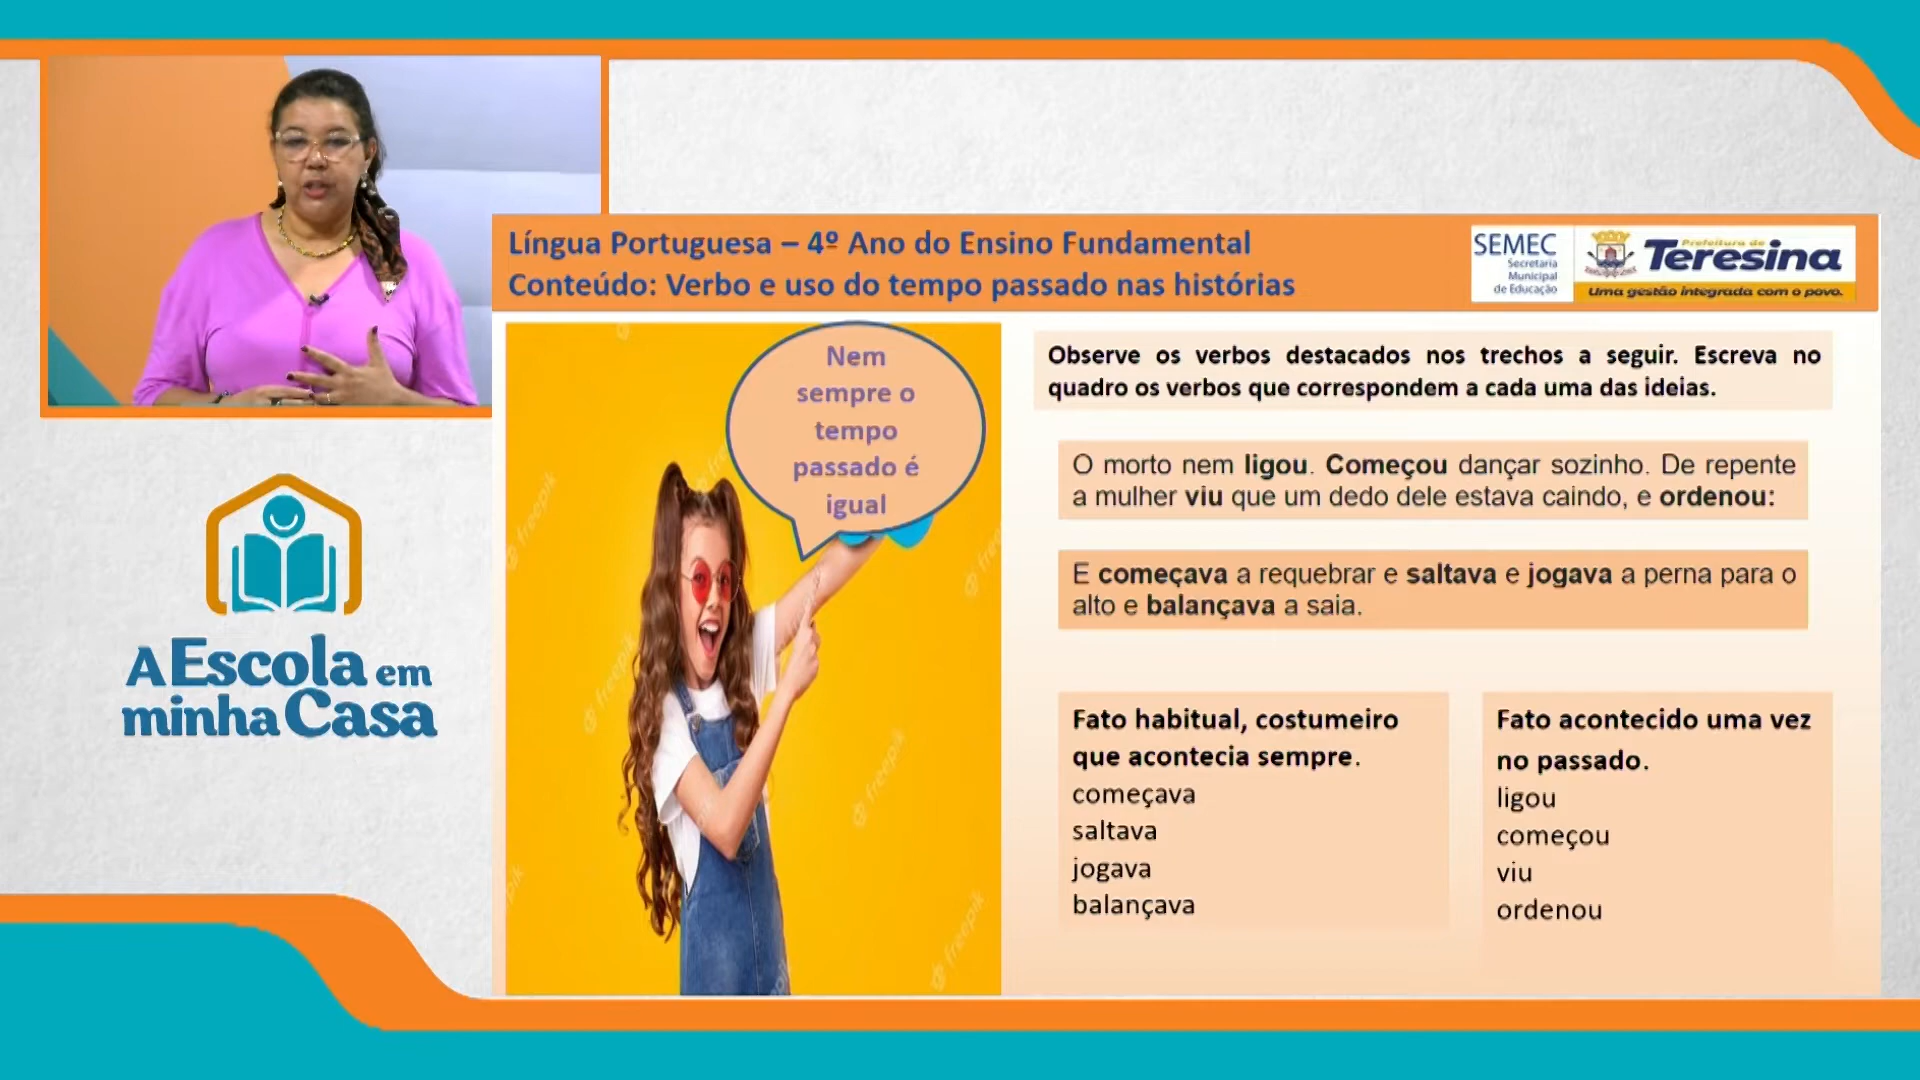 Língua Portuguesa – 4º Ano do Ensino Fundamental
Conteúdo: Verbo e uso do tempo passado nas histórias
SEMEC
Secretaria
Municipal
de Educação
Prefeitura de
Teresina
Uma gestão integrada com o povo.
Nem
sempre o
tempo
passado é
igual
Observe os verbos destacados nos trechos a seguir. Escreva no
quadro os verbos que correspondem a cada uma das ideias.
O morto nem ligou. Começou dançar sozinho. De repente
a mulher viu que um dedo dele estava caindo, e ordenou:
E começava a requebrar e saltava e jogava a perna para o
alto e balançava a saia.
Fato habitual, costumeiro
que acontecia sempre.
começava
saltava
jogava
balançava
Fato acontecido uma vez
no passado.
ligou
começou
viu
ordenou
A Escola em
minha Casa
freepik
freepik
freepik
freepik